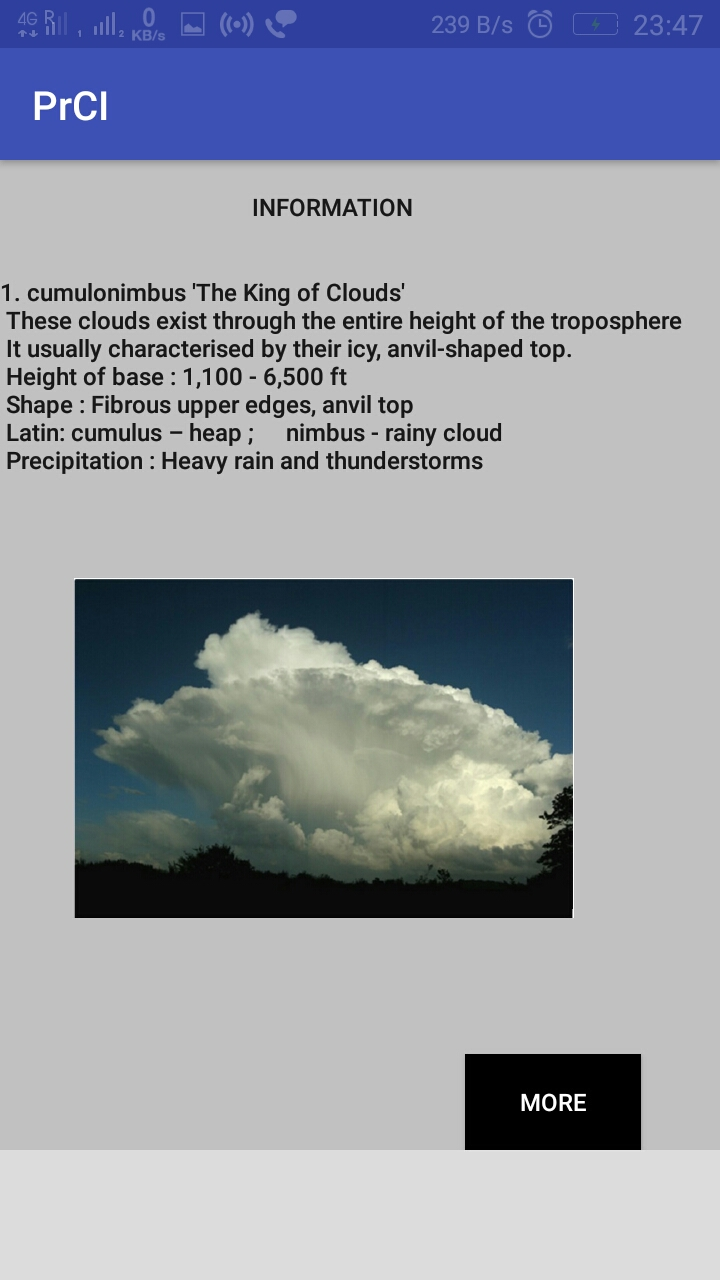 4G R 1 2 0 KB/s 239 B/s 23:47
PrCl
INFORMATION
1. cumulonimbus 'The King of Clouds'
These clouds exist through the entire height of the troposphere
It usually characterised by their icy, anvil-shaped top.
Height of base : 1,100 - 6,500 ft
Shape : Fibrous upper edges, anvil top
Latin: cumulus – heap ; nimbus - rainy cloud
Precipitation : Heavy rain and thunderstorms
MORE